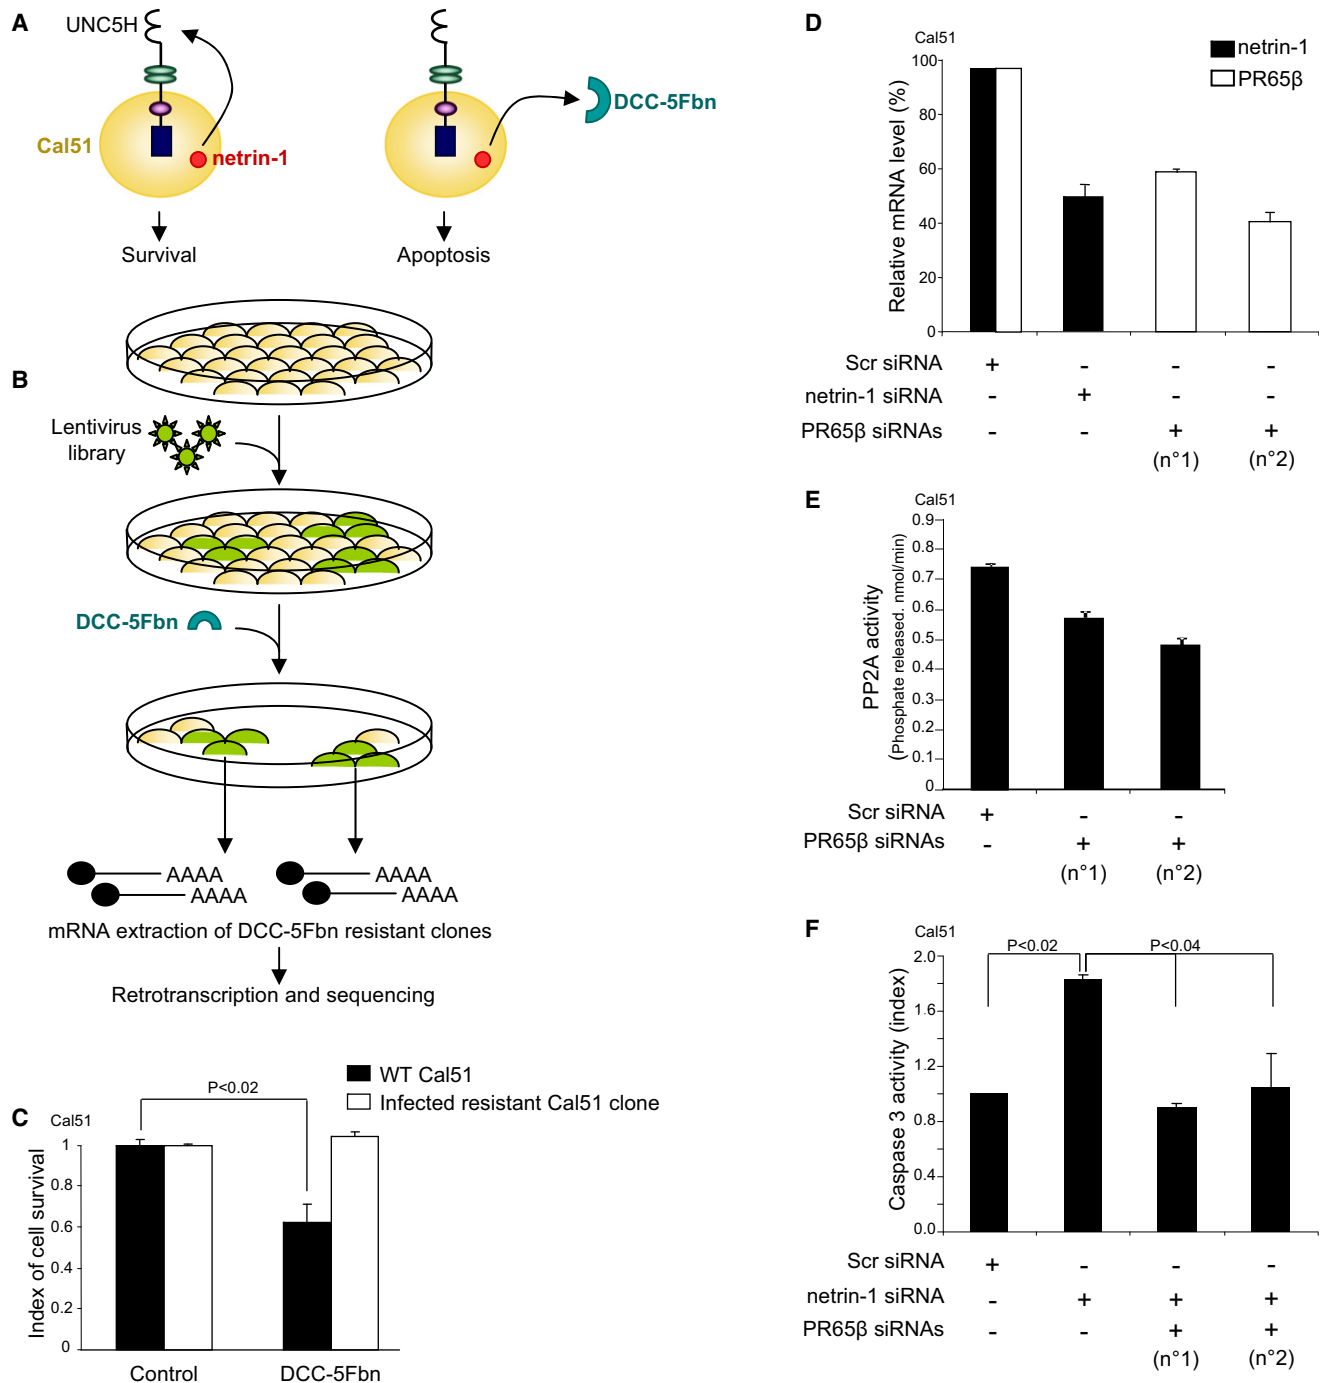 A
UNC5H
Cal51
netrin-1
DCC-5Fbn
Survival
Apoptosis
B
Lentivirus
library
DCC-5Fbn
AAAA
AAAA
AAAA
AAAA
mRNA extraction of DCC-5Fbn resistant clones
Retrotranscription and sequencing
C
Cal51
P<0.02
WT Cal51
Infected resistant Cal51 clone
Index of cell survival
1
0.8
0.6
0.4
0.2
0
Control
DCC-5Fbn
D
Cal51
netrin-1
PR65β
Relative mRNA level (%)
100
80
60
40
20
0
Scr siRNA + - - -
netrin-1 siRNA - + - -
PR65β siRNAs - - + +
(n°1) (n°2)
E
Cal51
PP2A activity
(Phosphate released. nmol/min)
0.9
0.8
0.7
0.6
0.5
0.4
0.3
0.2
0.1
0
Scr siRNA + - -
PR65β siRNAs - + +
(n°1) (n°2)
F
Cal51
P<0.02
P<0.04
Caspase 3 activity (index)
2.0
1.6
1.2
0.8
0.4
0.0
Scr siRNA + - - -
netrin-1 siRNA - + + +
PR65β siRNAs - - + +
(n°1) (n°2)